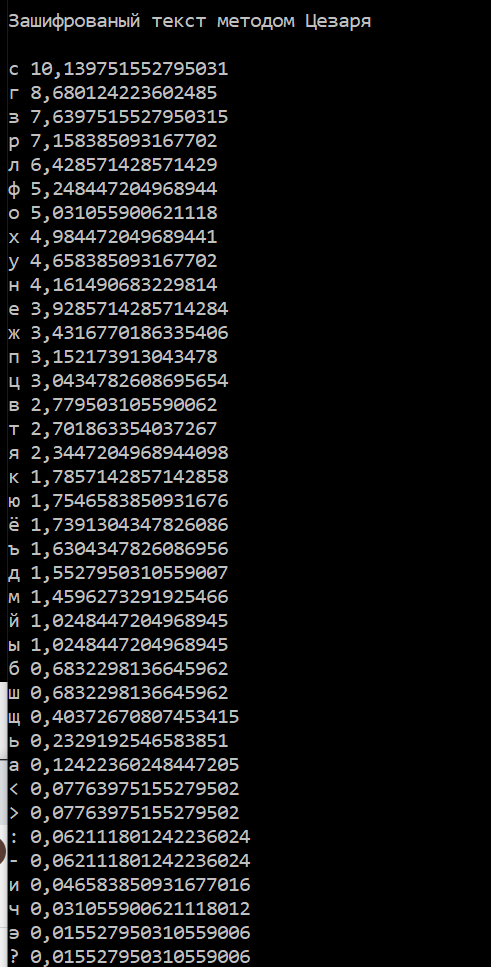 Зашифрованый текст методом Цезаря
с 10,139751552795031
г 8,680124223602485
з 7,6397515527950315
р 7,158385093167702
л 6,428571428571429
ф 5,248447204968944
о 5,031055900621118
х 4,984472049689441
у 4,658385093167702
н 4,161490683229814
е 3,9285714285714284
ж 3,4316770186335406
п 3,152173913043478
ц 3,0434782608695654
в 2,779503105590062
т 2,701863354037267
я 2,3447204968944098
к 1,7857142857142858
ю 1,7546583850931676
ё 1,7391304347826086
ъ 1,6304347826086956
д 1,5527950310559007
м 1,4596273291925466
й 1,0248447204968945
ы 1,0248447204968945
б 0,6832298136645962
ш 0,6832298136645962
щ 0,40372670807453415
ь 0,2329192546583851
а 0,12422360248447205
< 0,07763975155279502
> 0,07763975155279502
: 0,062111801242236024
- 0,062111801242236024
и 0,046583850931677016
ч 0,031055900621118012
э 0,015527950310559006
? 0,015527950310559006